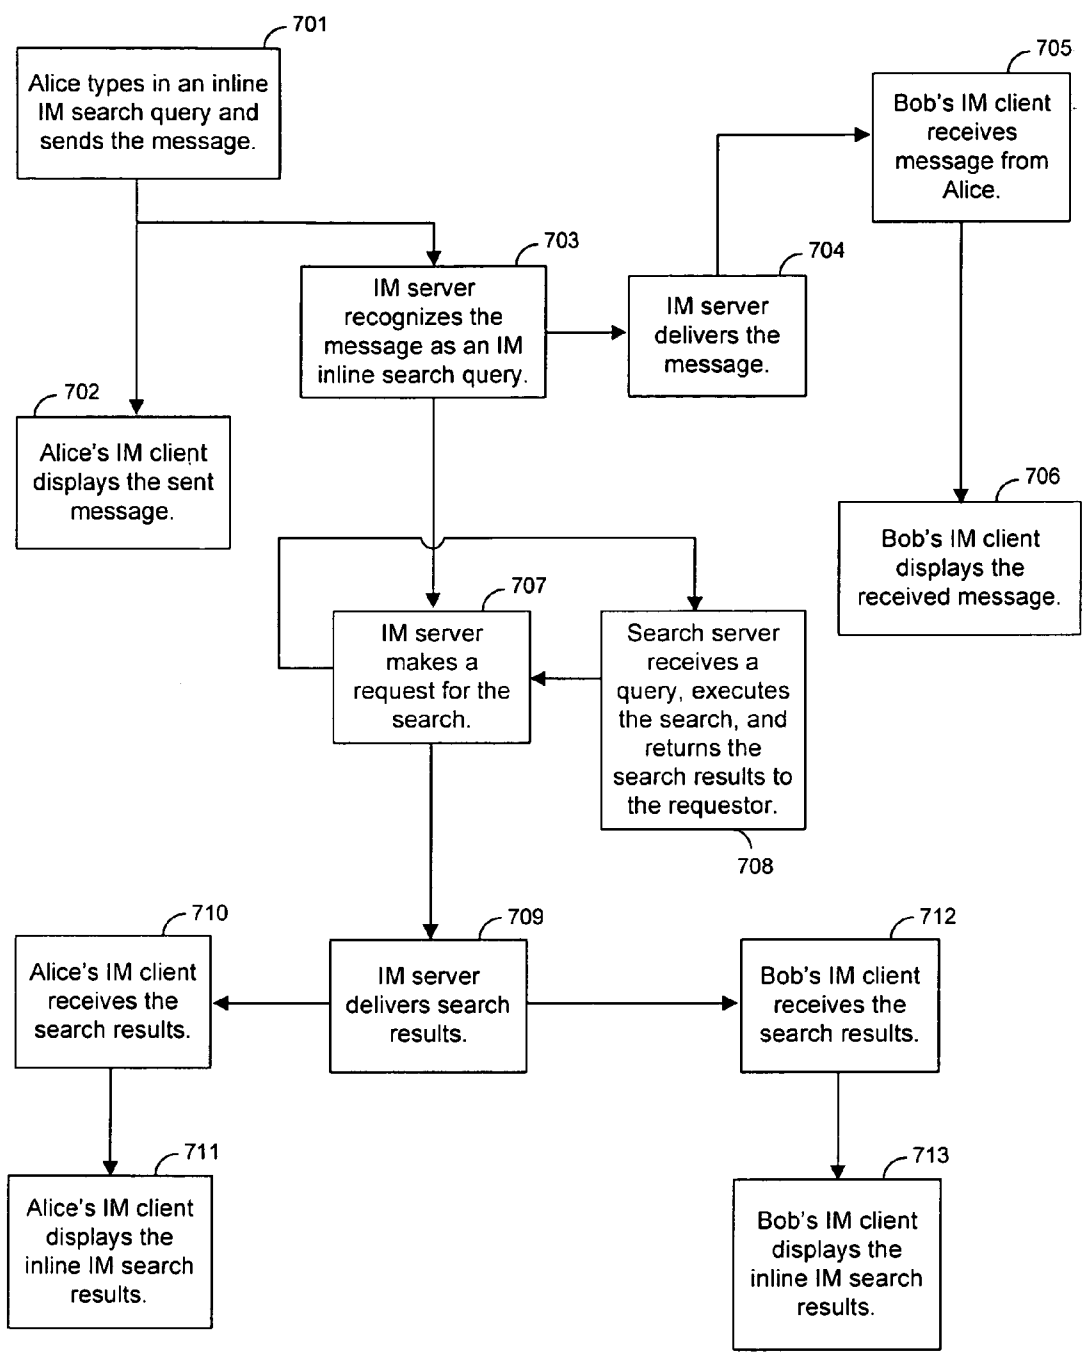 701
Alice types in an inline
IM search query and
sends the message.
705
Bob's IM client
receives
message from
Alice.
703
IM server
recognizes the
message as an IM
inline search query.
704
IM server
delivers the
message.
702
Alice's IM client
displays the sent
message.
706
Bob's IM client
displays the
received message.
707
IM server
makes a
request for the
search.
Search server
receives a
query, executes
the search, and
returns the
search results to
the requestor.
708
710
Alice's IM client
receives the
search results.
709
IM server
delivers search
results.
712
Bob's IM client
receives the
search results.
711
Alice's IM client
displays the
inline IM search
results.
713
Bob's IM client
displays the
inline IM search
results.